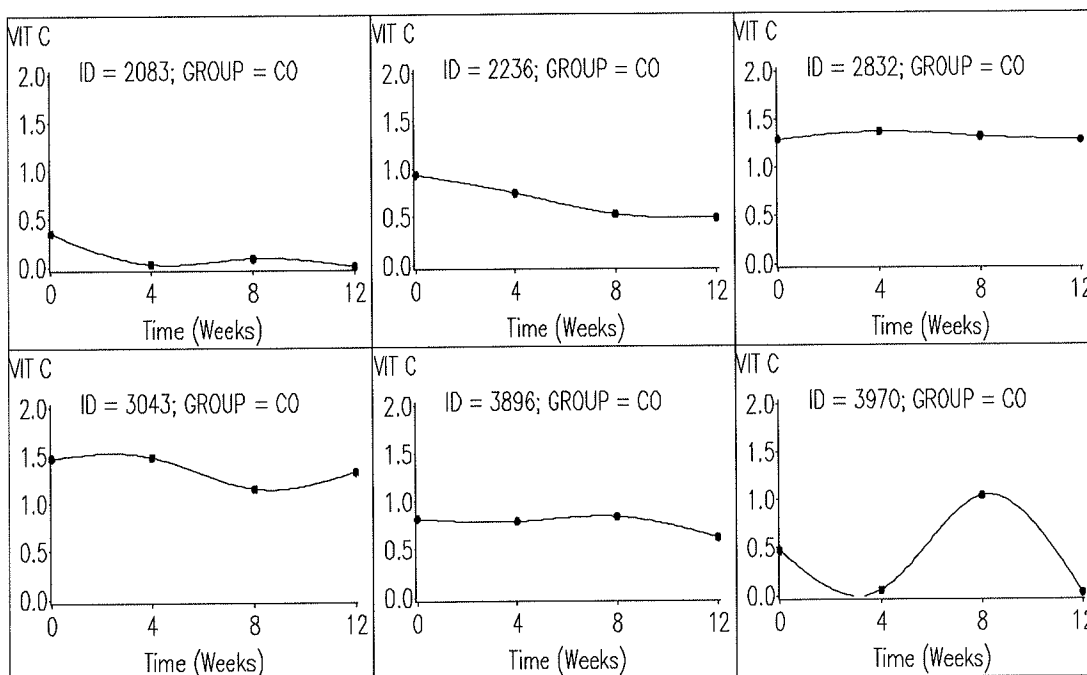 VIT C
ID = 2083; GROUP = CO
2.0
1.5
1.0
0.5
0.0
0 4 8 12
Time (Weeks)
VIT C
ID = 2236; GROUP = CO
2.0
1.5
1.0
0.5
0.0
0 4 8 12
Time (Weeks)
VIT C
ID = 2832; GROUP = CO
2.0
1.5
1.0
0.5
0.0
0 4 8 12
Time (Weeks)
VIT C
ID = 3043; GROUP = CO
2.0
1.5
1.0
0.5
0.0
0 4 8 12
Time (Weeks)
VIT C
ID = 3896; GROUP = CO
2.0
1.5
1.0
0.5
0.0
0 4 8 12
Time (Weeks)
VIT C
ID = 3970; GROUP = CO
2.0
1.5
1.0
0.5
0.0
0 4 8 12
Time (Weeks)